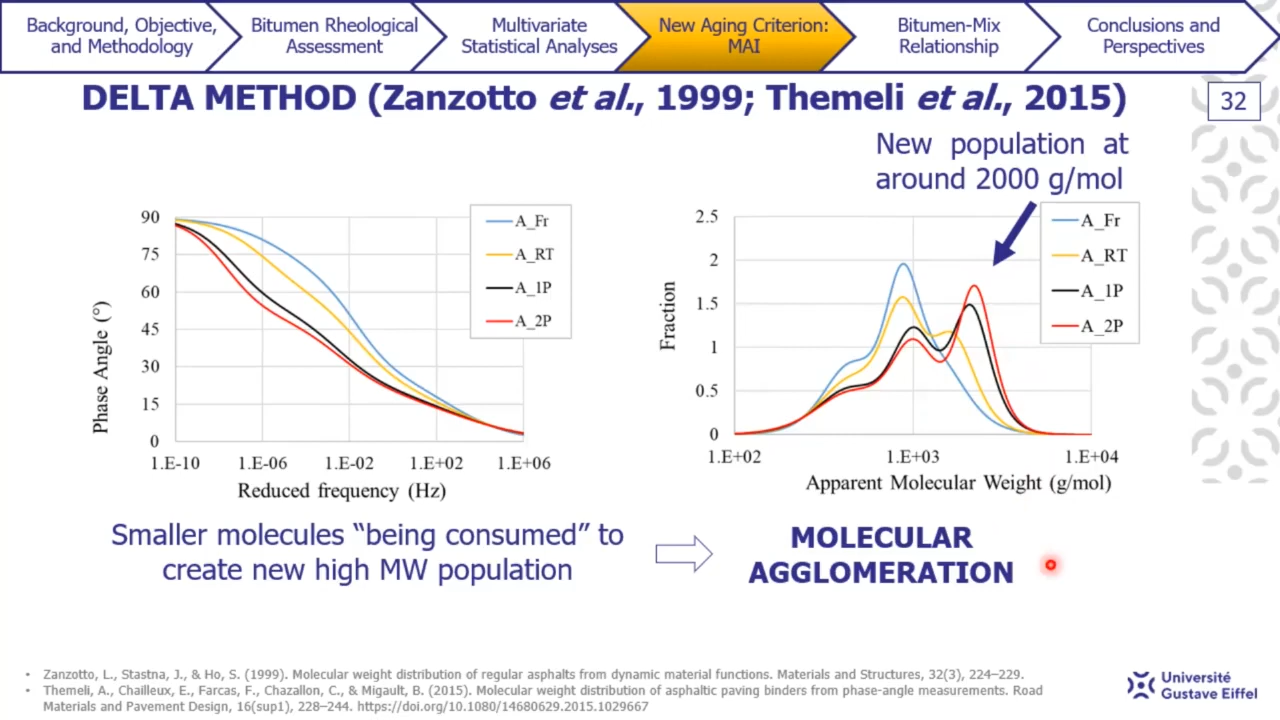 Background, Objective,
and Methodology
Bitumen Rheological
Assessment
Multivariate
Statistical Analyses
New Aging Criterion:
MAI
Bitumen-Mix
Relationship
Conclusions and
Perspectives
DELTA METHOD (Zanzotto et al., 1999; Themeli et al., 2015)
32
New population at
around 2000 g/mol
90
75
60
45
30
15
0
Phase Angle (°)
1.E-10 1.E-06 1.E-02 1.E+02 1.E+06
Reduced frequency (Hz)
A_Fr
A_RT
A_1P
A_2P
2.5
2
1.5
1
0.5
0
Fraction
1.E+02 1.E+03 1.E+04
Apparent Molecular Weight (g/mol)
A_Fr
A_RT
A_1P
A_2P
Smaller molecules “being consumed” to
create new high MW population
MOLECULAR
AGGLOMERATION
• Zanzotto, L., Stastna, J., & Ho, S. (1999). Molecular weight distribution of regular asphalts from dynamic material functions. Materials and Structures, 32(3), 224–229.
• Themeli, A., Chailleux, E., Farcas, F., Chazallon, C., & Migault, B. (2015). Molecular weight distribution of asphaltic paving binders from phase-angle measurements. Road
Materials and Pavement Design, 16(sup1), 228–244. https://doi.org/10.1080/14680629.2015.1029667
Université
Gustave Eiffel